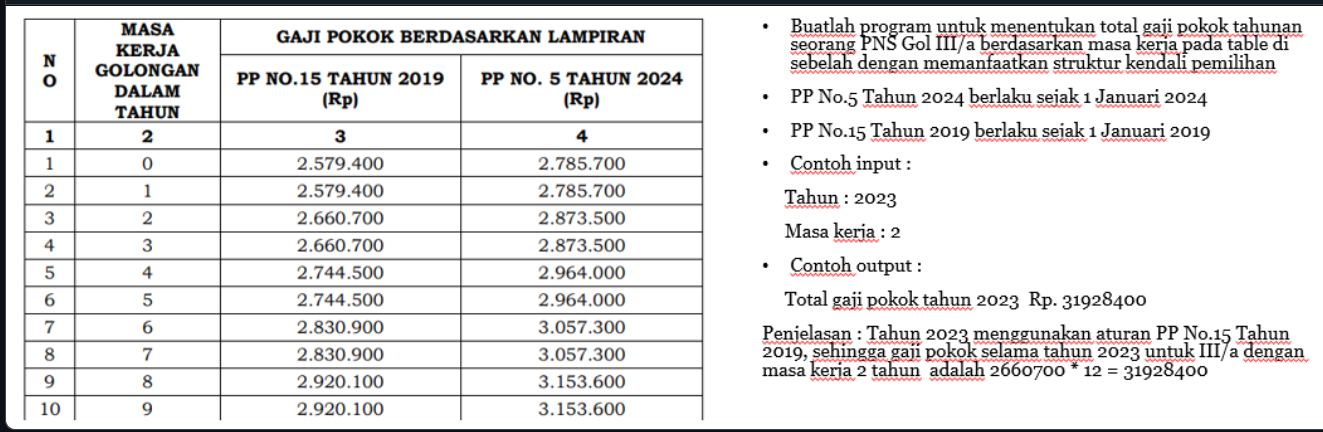 N
O
MASA
KERJA
GOLONGAN
DALAM
TAHUN
GAJI POKOK BERDASARKAN LAMPIRAN
PP NO.15 TAHUN 2019
(Rp)
PP NO. 5 TAHUN 2024
(Rp)
1 2 3 4
1 0 2.579.400 2.785.700
2 1 2.579.400 2.785.700
3 2 2.660.700 2.873.500
4 3 2.660.700 2.873.500
5 4 2.744.500 2.964.000
6 5 2.744.500 2.964.000
7 6 2.830.900 3.057.300
8 7 2.830.900 3.057.300
9 8 2.920.100 3.153.600
10 9 2.920.100 3.153.600
• Buatlah program untuk menentukan total gaji pokok tahunan
seorang PNS Gol III/a berdasarkan masa kerja pada table di
sebelah dengan memanfaatkan struktur kendali pemilihan
• PP No.5 Tahun 2024 berlaku sejak 1 Januari 2024
• PP No.15 Tahun 2019 berlaku sejak 1 Januari 2019
• Contoh input :
Tahun : 2023
Masa kerja : 2
• Contoh output :
Total gaji pokok tahun 2023 Rp. 31928400
Penjelasan : Tahun 2023 menggunakan aturan PP No.15 Tahun
2019, sehingga gaji pokok selama tahun 2023 untuk III/a dengan
masa kerja 2 tahun adalah 2660700 * 12 = 31928400